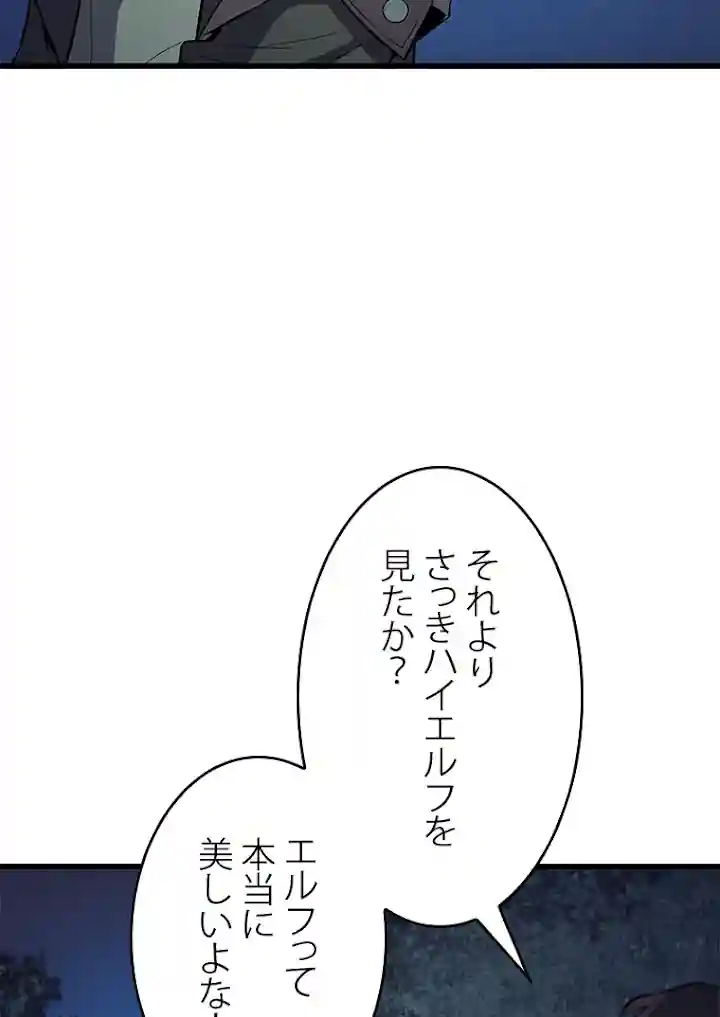 それより
さっきハイエルフを
見たか?
エルフって
本当に
美しいよな